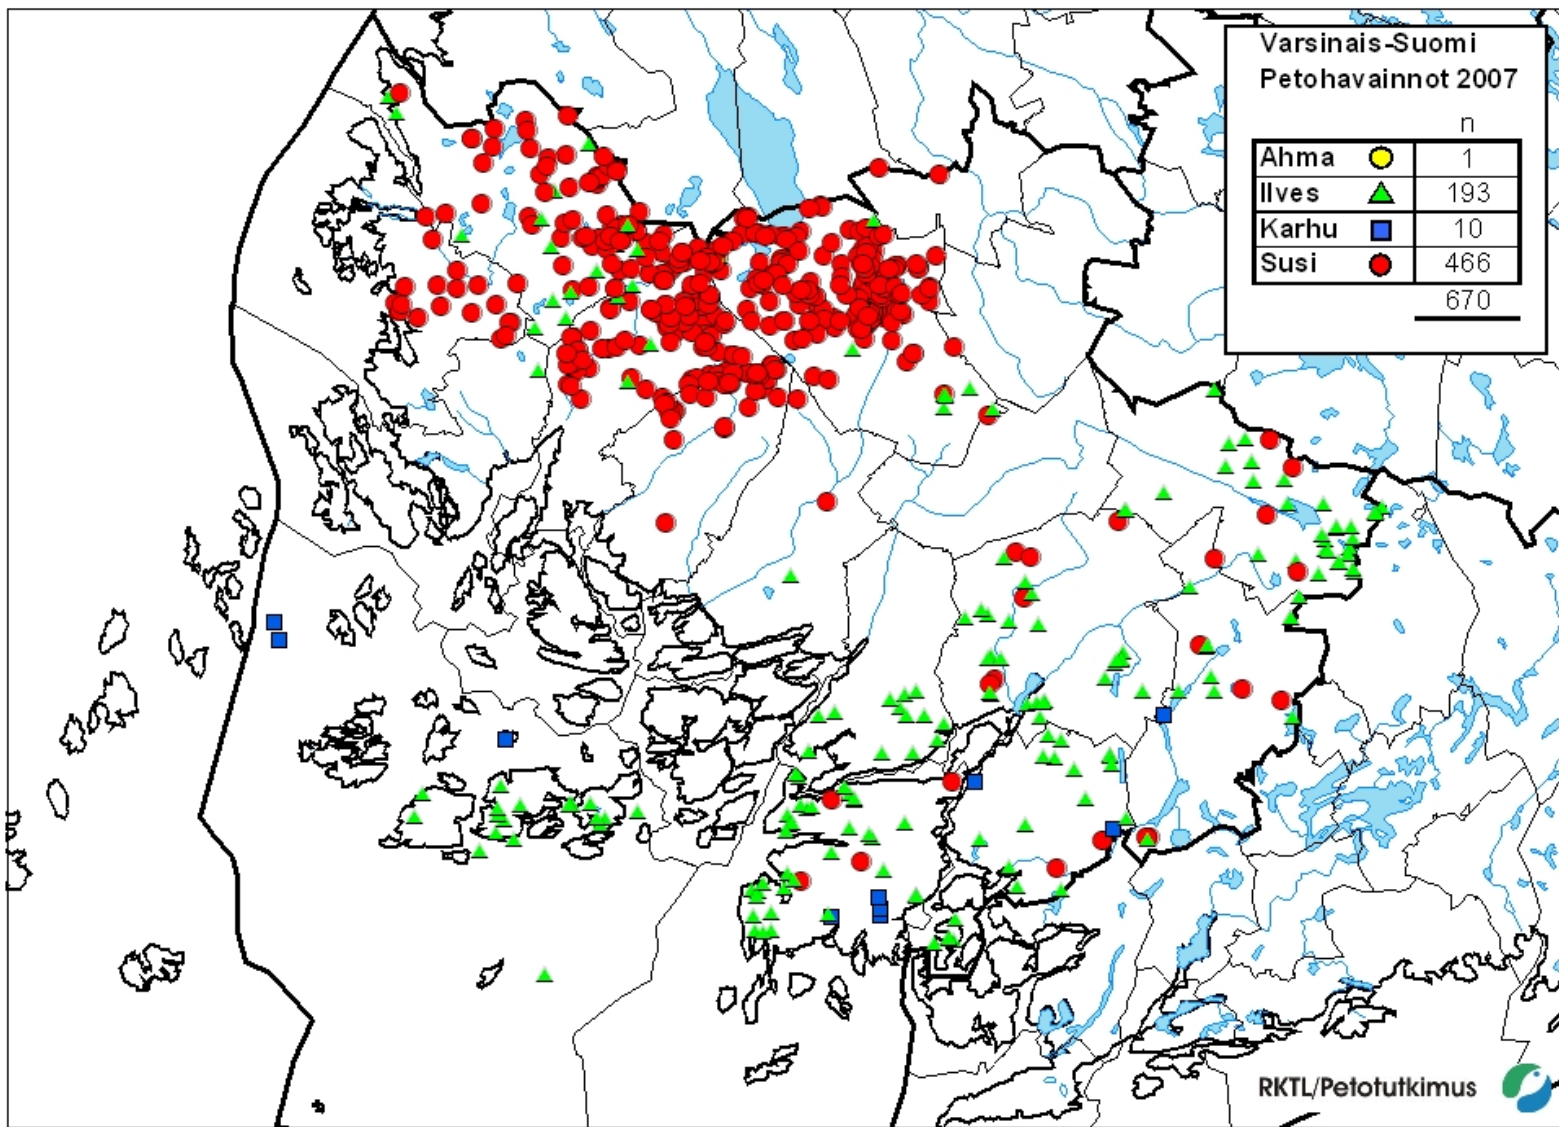 Varsinais-Suomi
Petohavainnot 2007
n
Ahma 1
Ilves 193
Karhu 10
Susi 466
670
RKTL/Petotutkimus